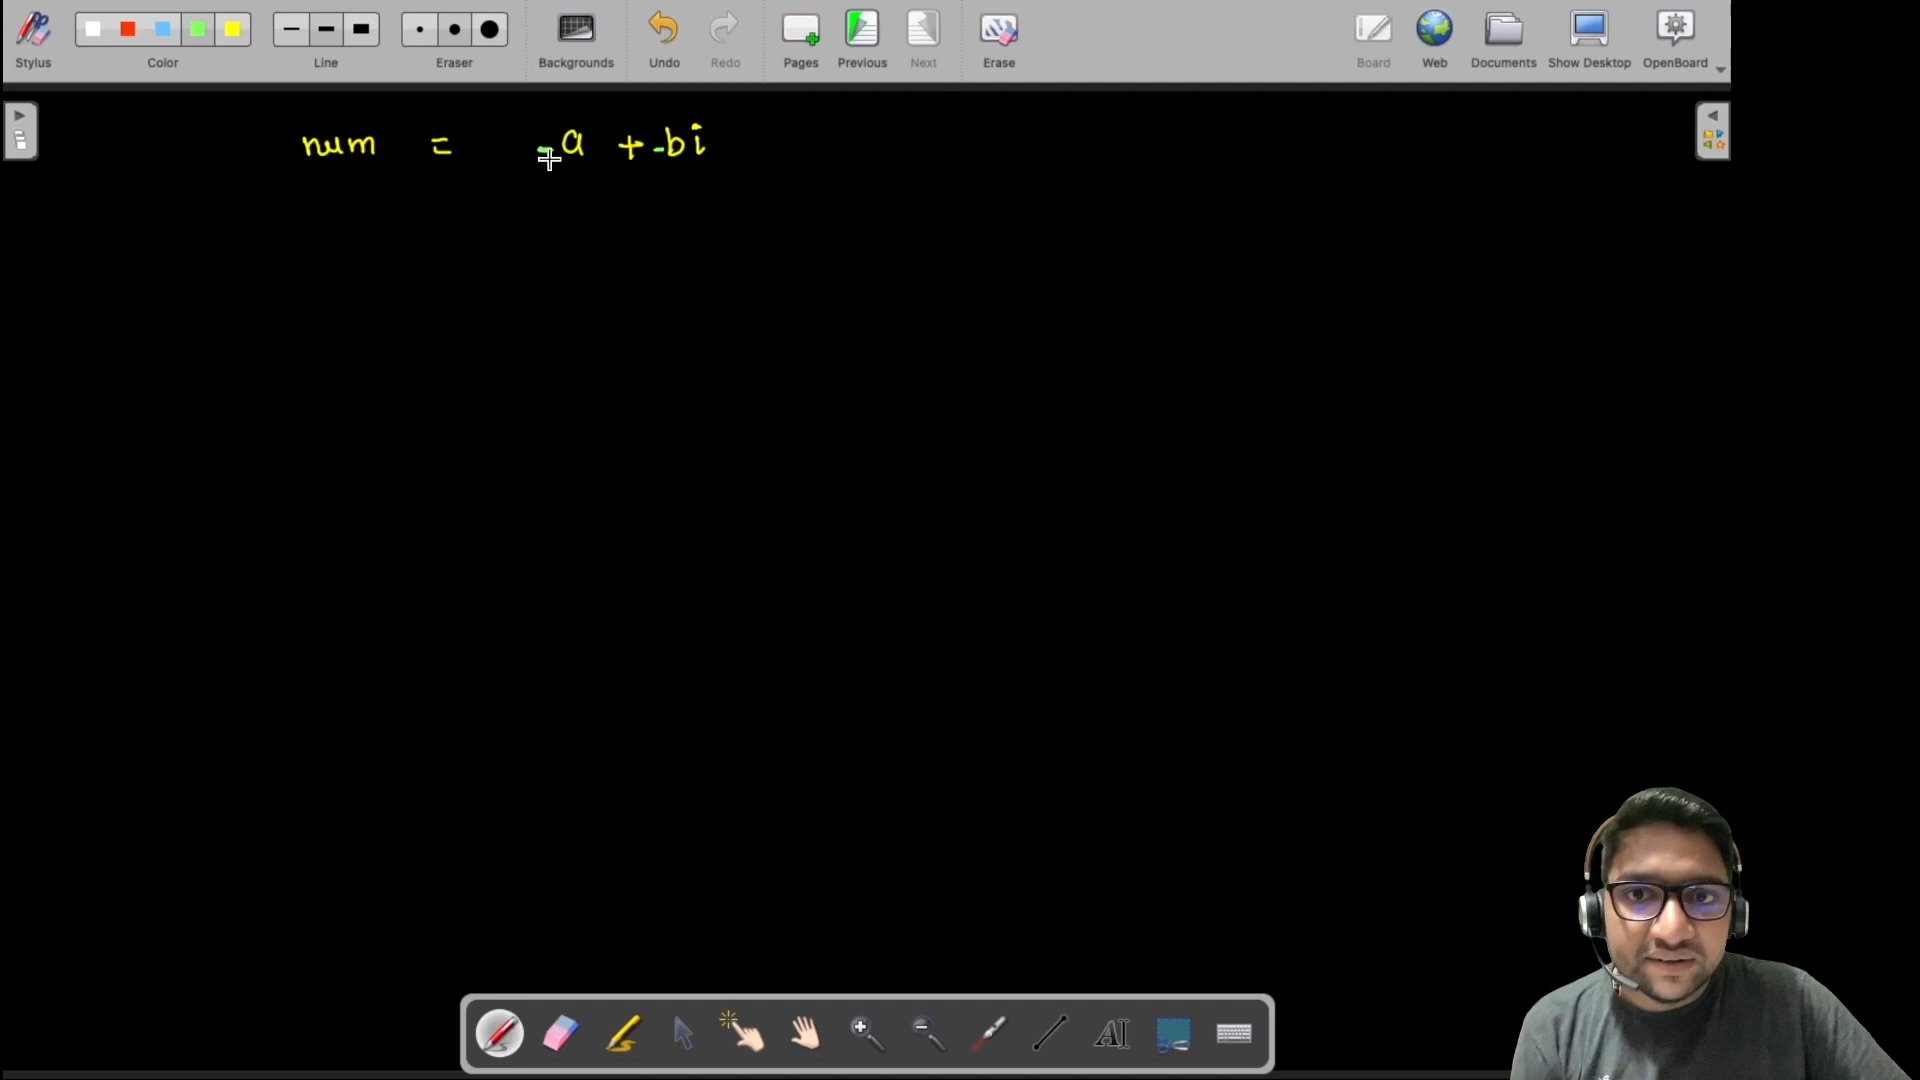 Stylus Color Line Eraser Backgrounds Undo Redo Pages Previous Next Erase Board Web Documents Show Desktop OpenBoard
num = -a + -bi
AI